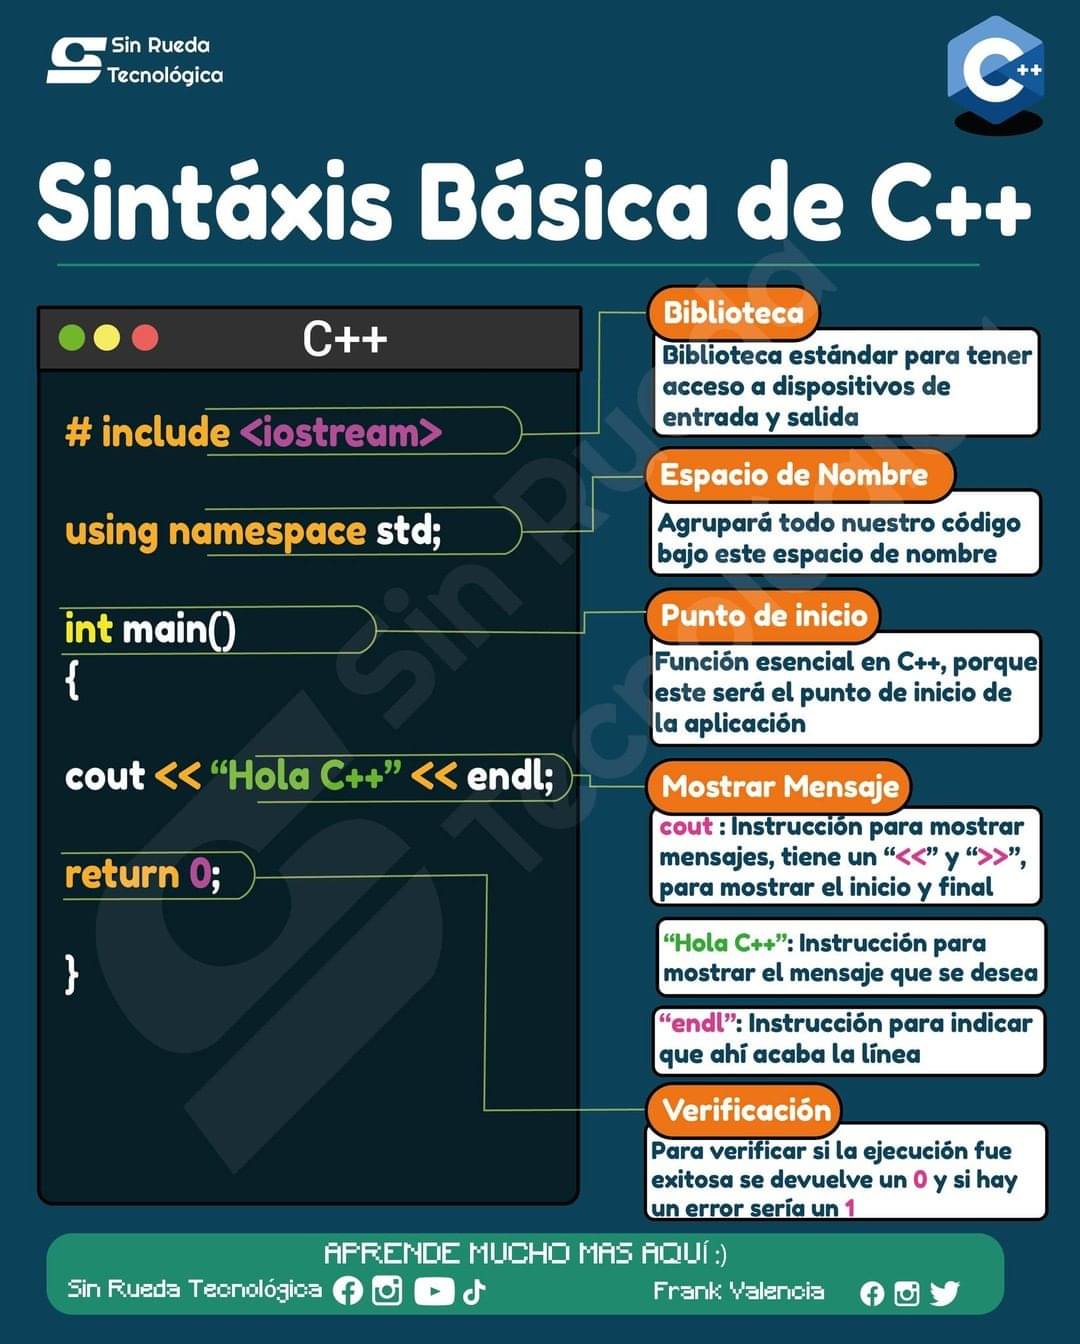 Sin Rueda
Tecnológica
C++
Sintáxis Básica de C++
C++
# include <iostream>
using namespace std;
int main()
{
cout << “Hola C++” << endl;
return 0;
}
Biblioteca
Biblioteca estándar para tener
acceso a dispositivos de
entrada y salida
Espacio de Nombre
Agrupará todo nuestro código
bajo este espacio de nombre
Punto de inicio
Función esencial en C++, porque
este será el punto de inicio de
la aplicación
Mostrar Mensaje
cout : Instrucción para mostrar
mensajes, tiene un “<<” y “>>”,
para mostrar el inicio y final
“Hola C++”: Instrucción para
mostrar el mensaje que se desea
“endl”: Instrucción para indicar
que ahí acaba la línea
Verificación
Para verificar si la ejecución fue
exitosa se devuelve un 0 y si hay
un error sería un 1
Sin Rueda
Tecnológica
APRENDE MUCHO MAS AQUÍ :)
Sin Rueda Tecnológica
Frank Valencia